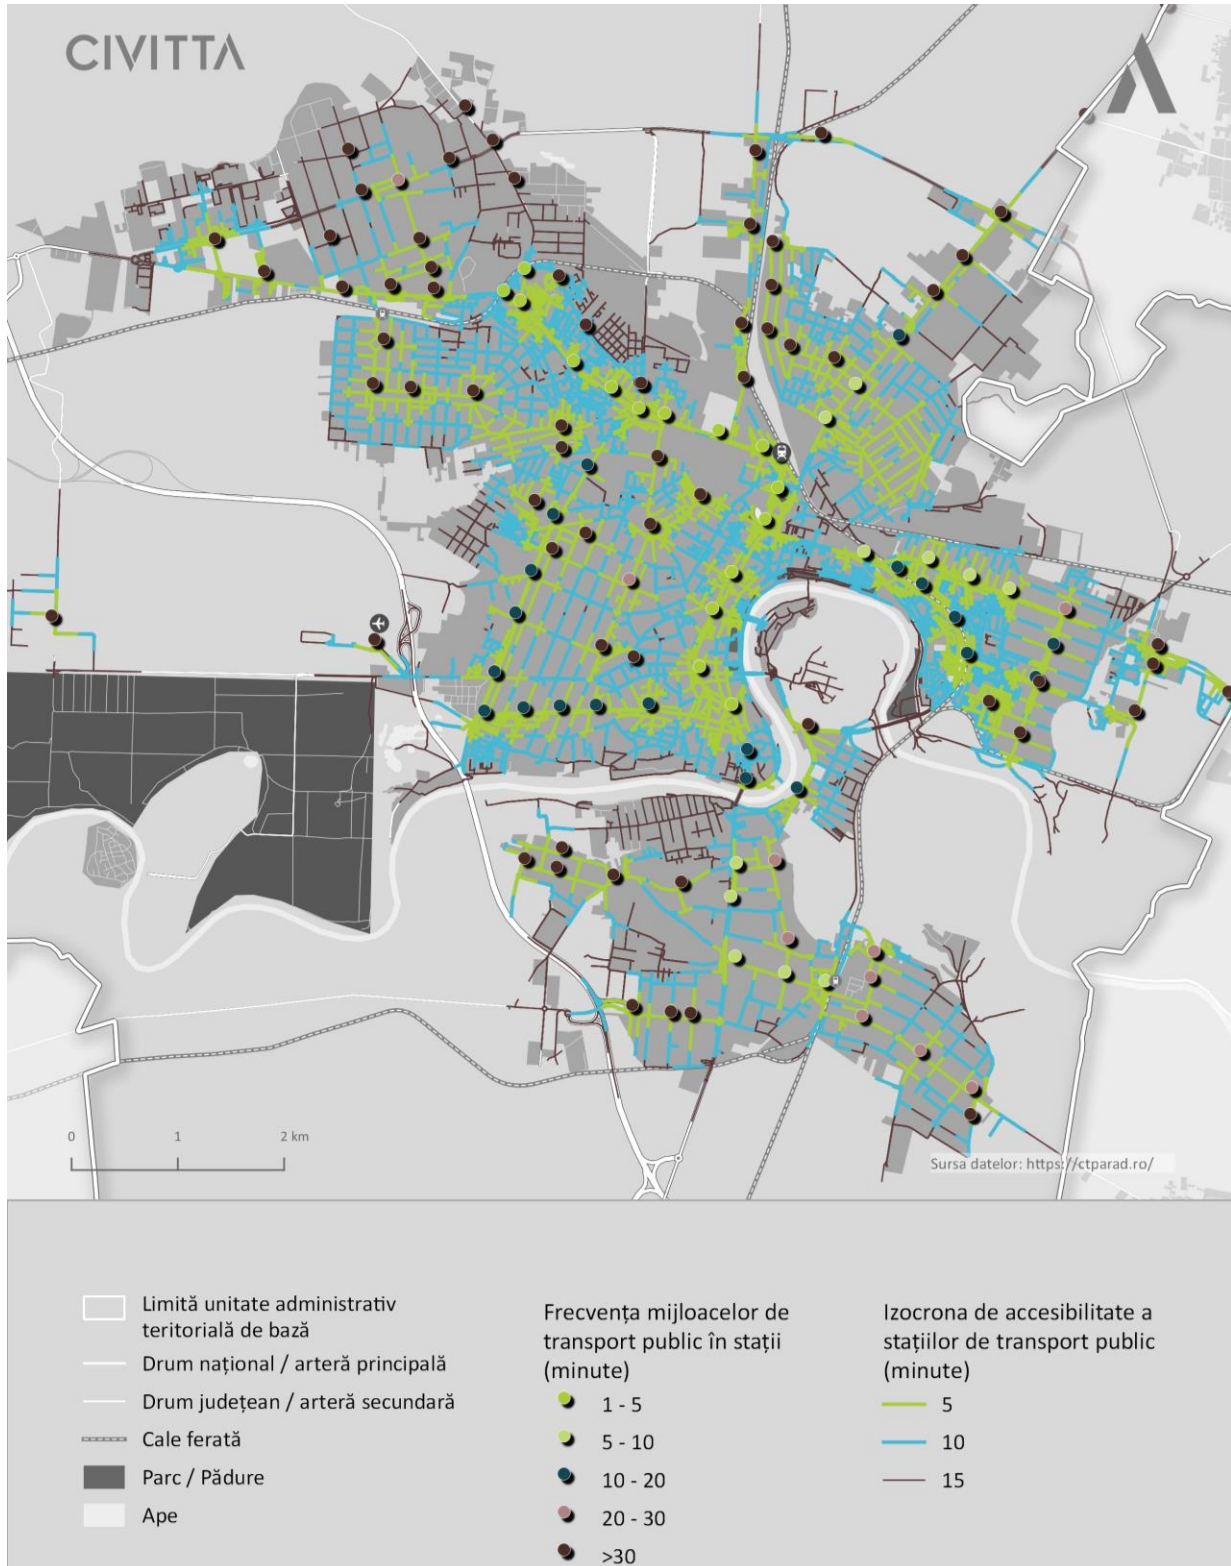 CIVITTA
0 1 2 km
Sursa datelor: https://ctparad.ro/
Limită unitate administrativ
teritorială de bază
Drum național / arteră principală
Drum județean / arteră secundară
Cale ferată
Parc / Pădure
Ape
Frecvența mijloacelor de
transport public în stații
(minute)
1 - 5
5 - 10
10 - 20
20 - 30
>30
Izocrona de accesibilitate a
stațiilor de transport public
(minute)
5
10
15